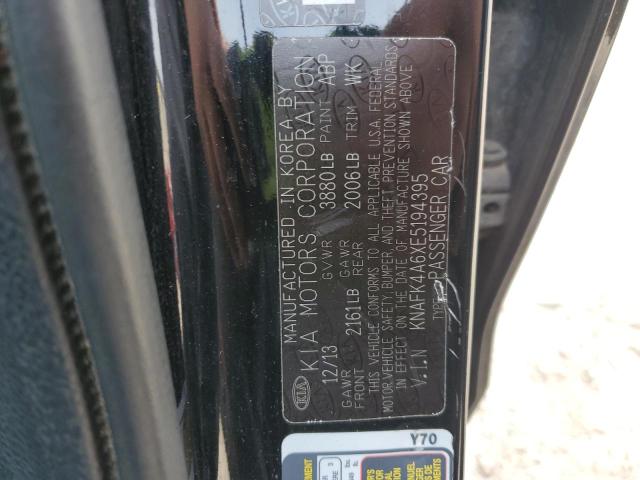 KIA
MANUFACTURED IN KOREA BY
KIA MOTORS CORPORATION
12/13 GVWR 3880LB PAINT ABP
GAWR FRONT 2161LB GAWR REAR 2006LB TRIM WK
THIS VEHICLE CONFORMS TO ALL APPLICABLE U.S.A. FEDERAL
MOTOR VEHICLE SAFETY, BUMPER, AND THEFT PREVENTION STANDARDS
IN EFFECT ON THE DATE OF MANUFACTURE SHOWN ABOVE
V.I.N KNAFK4A6XE5194395
TYPE: PASSENGER CAR
Y70